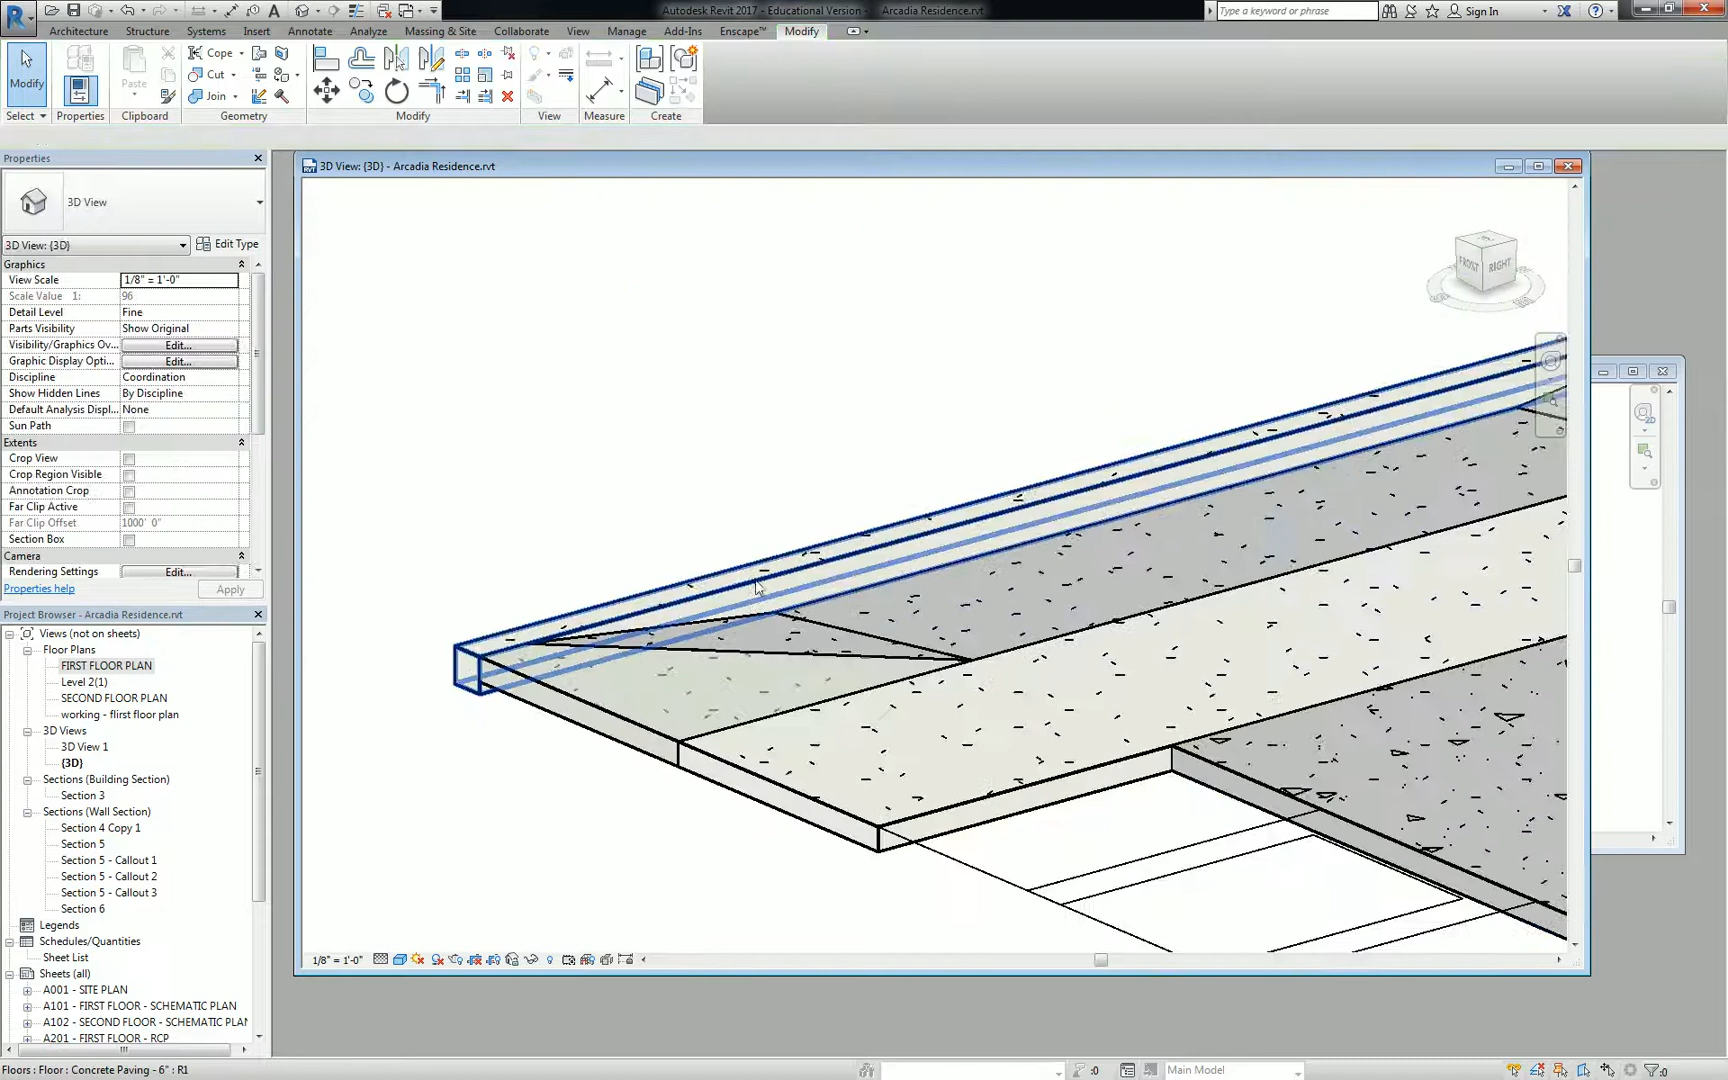 Autodesk Revit 2017 - Educational Version - Arcadia Residence.rvt
Type a keyword or phrase
Sign In
Architecture Structure Systems Insert Annotate Analyze Massing & Site Collaborate View Manage Add-Ins Enscape™ Modify
Modify
Paste
Cope
Cut
Join
Select Properties Clipboard Geometry Modify View Measure Create
Properties
3D View
3D View: {3D}
Edit Type
Graphics
View Scale 1/8" = 1'-0"
Scale Value 1: 96
Detail Level Fine
Parts Visibility Show Original
Visibility/Graphics Ov... Edit...
Graphic Display Opti... Edit...
Discipline Coordination
Show Hidden Lines By Discipline
Default Analysis Displ... None
Sun Path
Extents
Crop View
Crop Region Visible
Annotation Crop
Far Clip Active
Far Clip Offset 1000' 0"
Section Box
Camera
Rendering Settings Edit...
Properties help Apply
Project Browser - Arcadia Residence.rvt
Views (not on sheets)
Floor Plans
FIRST FLOOR PLAN
Level 2(1)
SECOND FLOOR PLAN
working - flirst floor plan
3D Views
3D View 1
{3D}
Sections (Building Section)
Section 3
Sections (Wall Section)
Section 4 Copy 1
Section 5
Section 5 - Callout 1
Section 5 - Callout 2
Section 5 - Callout 3
Section 6
Legends
Schedules/Quantities
Sheet List
Sheets (all)
A001 - SITE PLAN
A101 - FIRST FLOOR - SCHEMATIC PLAN
A102 - SECOND FLOOR - SCHEMATIC PLAN
A201 - FIRST FLOOR - RCP
3D View: {3D} - Arcadia Residence.rvt
FRONT RIGHT
1/8" = 1'-0"
Floors : Floor : Concrete Paving - 6" : R1
:0
Main Model
:0